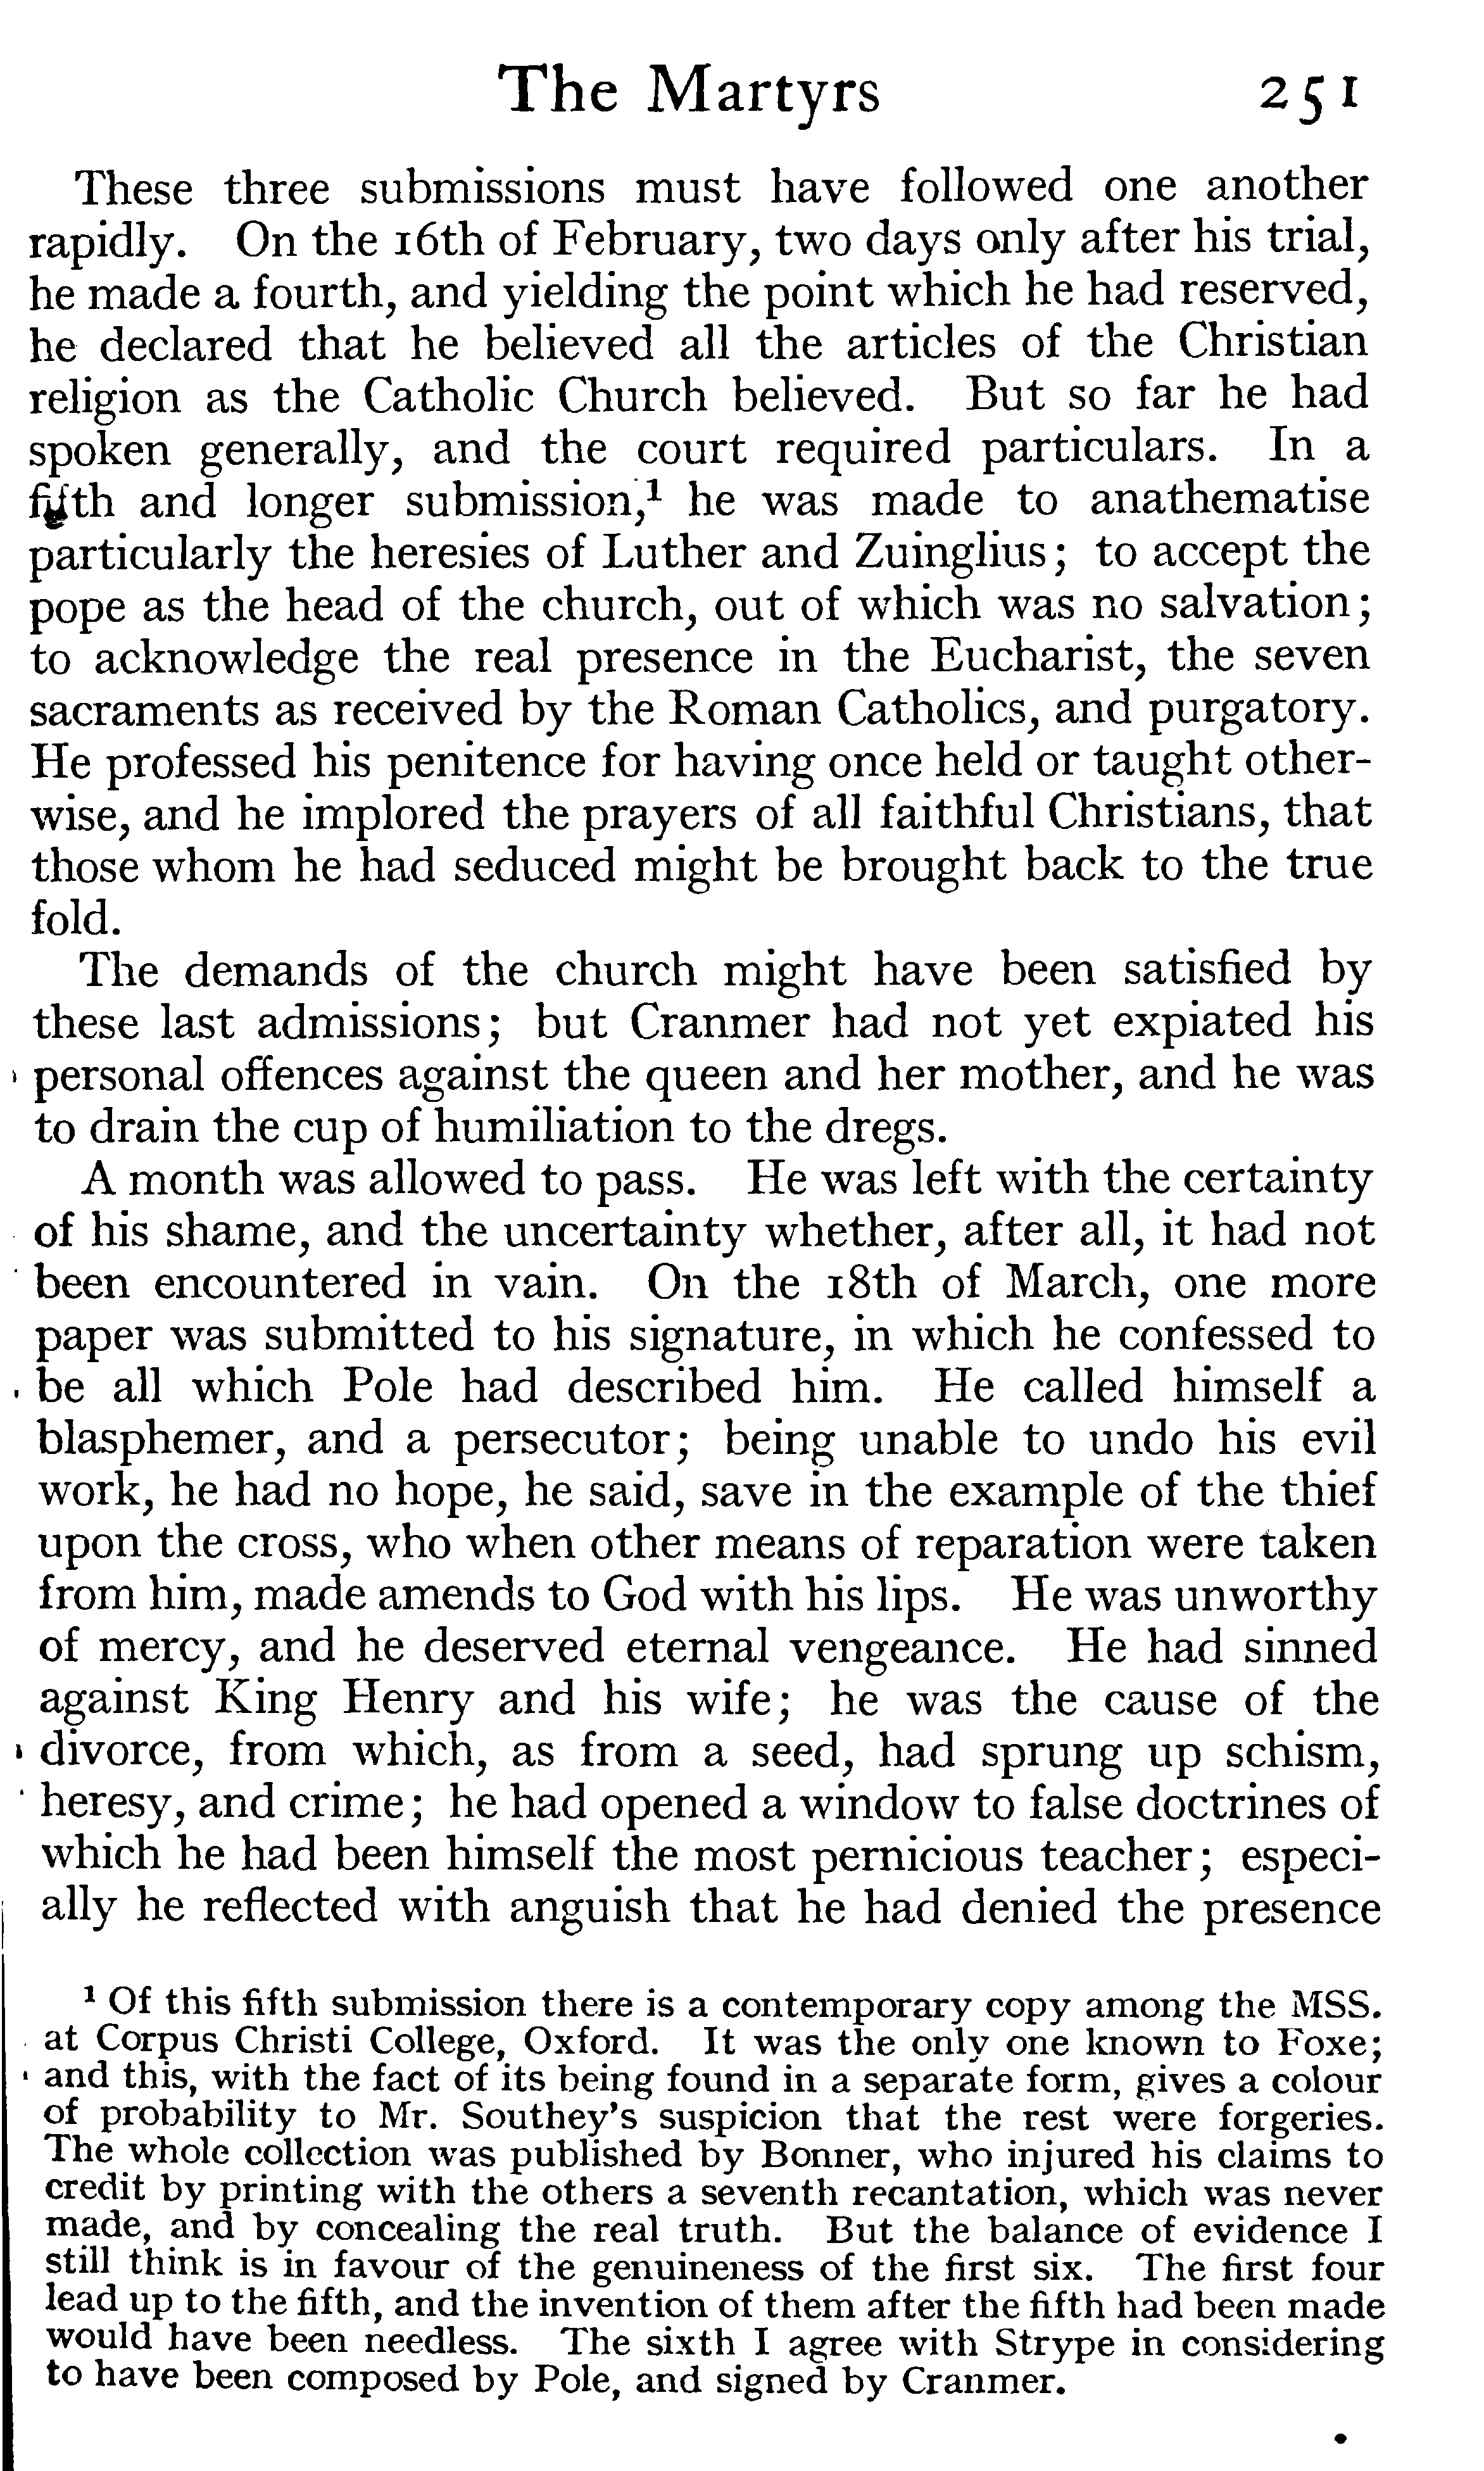 The Martyrs 251
These three submissions must have followed one another
rapidly. On the 16th of February, two days only after his trial,
he made a fourth, and yielding the point which he had reserved,
he declared that he believed all the articles of the Christian
religion as the Catholic Church believed. But so far he had
spoken generally, and the court required particulars. In a
fifth and longer submission,¹ he was made to anathematise
particularly the heresies of Luther and Zuinglius; to accept the
pope as the head of the church, out of which was no salvation;
to acknowledge the real presence in the Eucharist, the seven
sacraments as received by the Roman Catholics, and purgatory.
He professed his penitence for having once held or taught other-
wise, and he implored the prayers of all faithful Christians, that
those whom he had seduced might be brought back to the true
fold.
The demands of the church might have been satisfied by
these last admissions; but Cranmer had not yet expiated his
personal offences against the queen and her mother, and he was
to drain the cup of humiliation to the dregs.
A month was allowed to pass. He was left with the certainty
of his shame, and the uncertainty whether, after all, it had not
been encountered in vain. On the 18th of March, one more
paper was submitted to his signature, in which he confessed to
be all which Pole had described him. He called himself a
blasphemer, and a persecutor; being unable to undo his evil
work, he had no hope, he said, save in the example of the thief
upon the cross, who when other means of reparation were taken
from him, made amends to God with his lips. He was unworthy
of mercy, and he deserved eternal vengeance. He had sinned
against King Henry and his wife; he was the cause of the
divorce, from which, as from a seed, had sprung up schism,
heresy, and crime; he had opened a window to false doctrines of
which he had been himself the most pernicious teacher; especi-
ally he reflected with anguish that he had denied the presence
¹ Of this fifth submission there is a contemporary copy among the MSS.
at Corpus Christi College, Oxford. It was the only one known to Foxe;
and this, with the fact of its being found in a separate form, gives a colour
of probability to Mr. Southey's suspicion that the rest were forgeries.
The whole collection was published by Bonner, who injured his claims to
credit by printing with the others a seventh recantation, which was never
made, and by concealing the real truth. But the balance of evidence I
still think is in favour of the genuineness of the first six. The first four
lead up to the fifth, and the invention of them after the fifth had been made
would have been needless. The sixth I agree with Strype in considering
to have been composed by Pole, and signed by Cranmer.